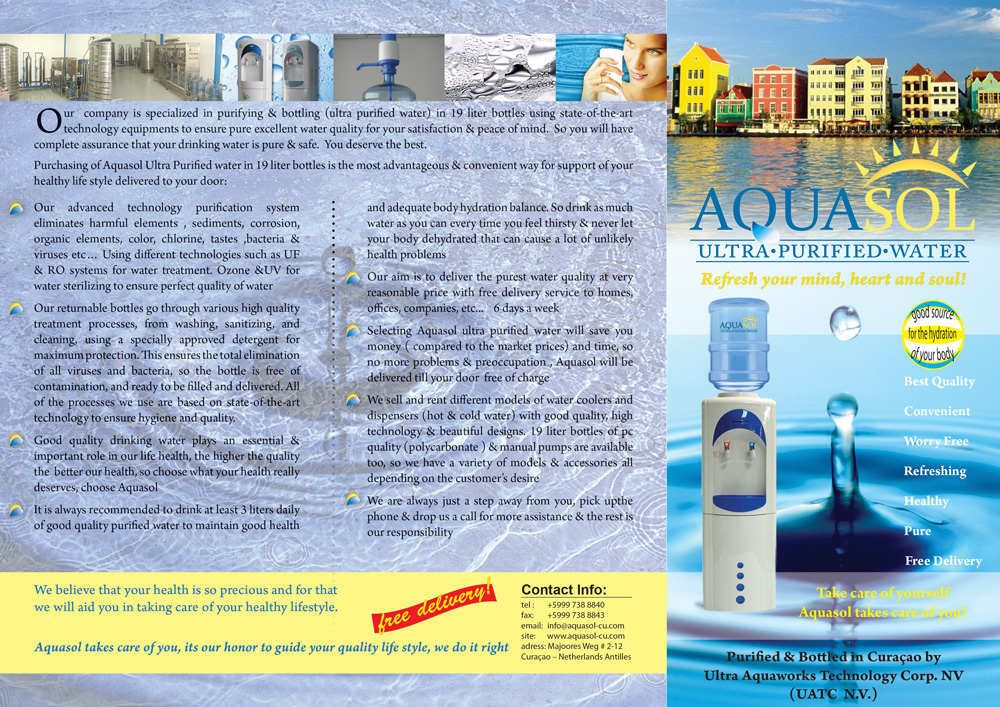 Our company is specialized in purifying & bottling (ultra purified water) in 19 liter bottles using state-of-the-art
technology equipments to ensure pure excellent water quality for your satisfaction & peace of mind. So you will have
complete assurance that your drinking water is pure & safe. You deserve the best.
Purchasing of Aquasol Ultra Purified water in 19 liter bottles is the most advantageous & convenient way for support of your
healthy life style delivered to your door:
Our advanced technology purification system
eliminates harmful elements , sediments, corrosion,
organic elements, color, chlorine, tastes ,bacteria &
viruses etc… Using different technologies such as UF
& RO systems for water treatment. Ozone &UV for
water sterilizing to ensure perfect quality of water
Our returnable bottles go through various high quality
treatment processes, from washing, sanitizing, and
cleaning, using a specially approved detergent for
maximum protection. This ensures the total elimination
of all viruses and bacteria, so the bottle is free of
contamination, and ready to be filled and delivered. All
of the processes we use are based on state-of-the-art
technology to ensure hygiene and quality.
Good quality drinking water plays an essential &
important role in our life health, the higher the quality
the better our health, so choose what your health really
deserves, choose Aquasol
It is always recommended to drink at least 3 liters daily
of good quality purified water to maintain good health
and adequate body hydration balance. So drink as much
water as you can every time you feel thirsty & never let
your body dehydrated that can cause a lot of unlikely
health problems
Our aim is to deliver the purest water quality at very
reasonable price with free delivery service to homes,
offices, companies, etc... 6 days a week
Selecting Aquasol ultra purified water will save you
money ( compared to the market prices) and time, so
no more problems & preoccupation , Aquasol will be
delivered till your door free of charge
We sell and rent different models of water coolers and
dispensers (hot & cold water) with good quality, high
technology & beautiful designs. 19 liter bottles of pc
quality (polycarbonate ) & manual pumps are available
too, so we have a variety of models & accessories all
depending on the customer's desire
We are always just a step away from you, pick upthe
phone & drop us a call for more assistance & the rest is
our responsibility
We believe that your health is so precious and for that
we will aid you in taking care of your healthy lifestyle.
free delivery!
Aquasol takes care of you, its our honor to guide your quality life style, we do it right
Contact Info:
tel : +5999 738 8840
fax: +5999 738 8843
email: info@aquasol-cu.com
site: www.aquasol-cu.com
adress: Majoores Weg # 2-12
Curaçao – Netherlands Antilles
AQUASOL
ULTRA•PURIFIED•WATER
Refresh your mind, heart and soul!
AQUASOL
good source
for the hydration
of your body
Best Quality
Convenient
Worry Free
Refreshing
Healthy
Pure
Free Delivery
Take care of yourself
Aquasol takes care of you!
Purified & Bottled in Curaçao by
Ultra Aquaworks Technology Corp. NV
(UATC N.V.)